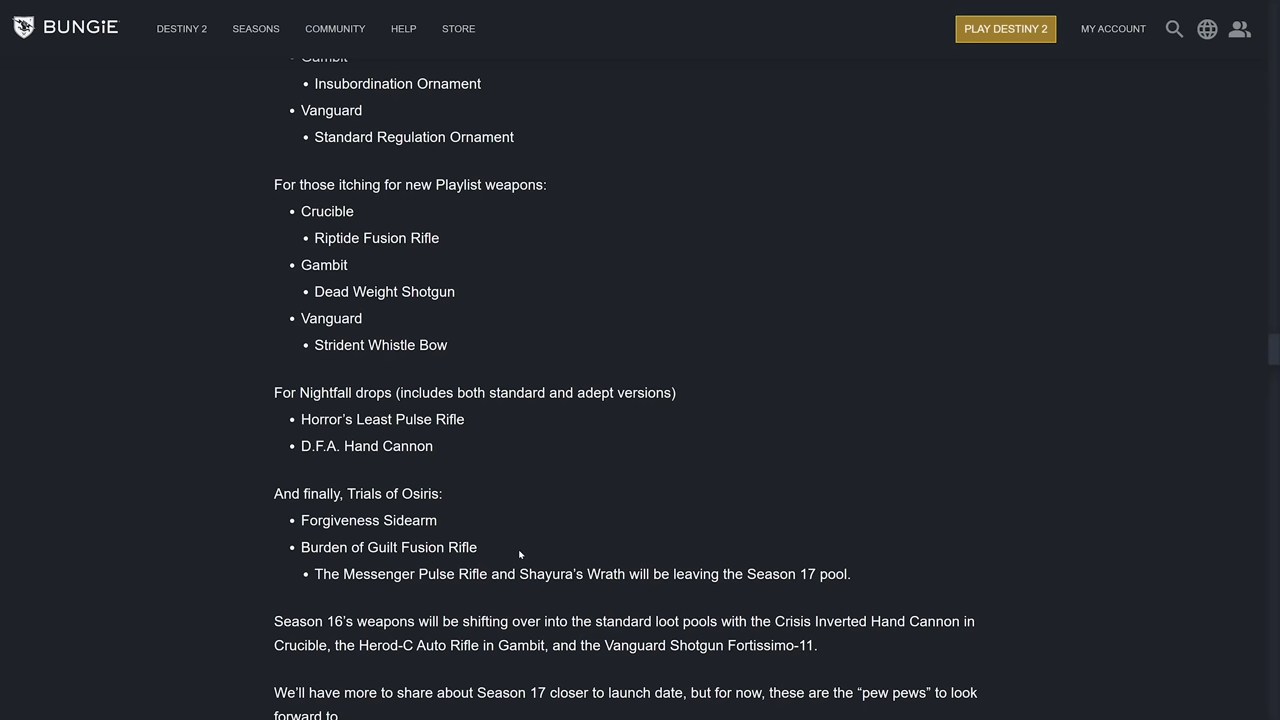 BUNGiE DESTINY 2 SEASONS COMMUNITY HELP STORE PLAY DESTINY 2 MY ACCOUNT
Gambit
Insubordination Ornament
Vanguard
Standard Regulation Ornament
For those itching for new Playlist weapons:
Crucible
Riptide Fusion Rifle
Gambit
Dead Weight Shotgun
Vanguard
Strident Whistle Bow
For Nightfall drops (includes both standard and adept versions)
Horror’s Least Pulse Rifle
D.F.A. Hand Cannon
And finally, Trials of Osiris:
Forgiveness Sidearm
Burden of Guilt Fusion Rifle
The Messenger Pulse Rifle and Shayura’s Wrath will be leaving the Season 17 pool.
Season 16’s weapons will be shifting over into the standard loot pools with the Crisis Inverted Hand Cannon in
Crucible, the Herod-C Auto Rifle in Gambit, and the Vanguard Shotgun Fortissimo-11.
We’ll have more to share about Season 17 closer to launch date, but for now, these are the “pew pews” to look
forward to.